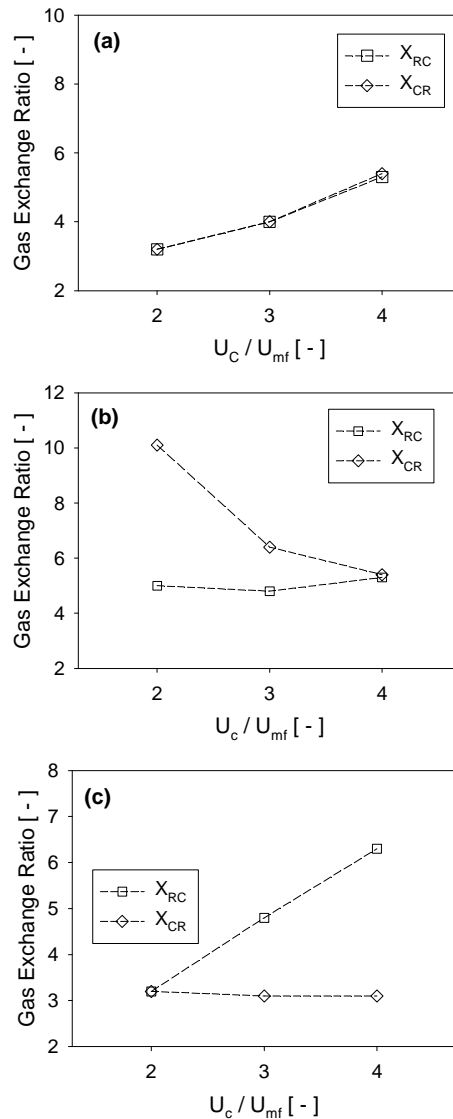 (a)
X_RC
X_CR
Gas Exchange Ratio [ - ]
10
8
6
4
2
2 3 4
U_C / U_mf [ - ]
(b)
X_RC
X_CR
Gas Exchange Ratio [ - ]
12
10
8
6
4
2
2 3 4
U_c / U_mf [ - ]
(c)
X_RC
X_CR
Gas Exchange Ratio [ - ]
8
7
6
5
4
3
2
2 3 4
U_c / U_mf [ - ]